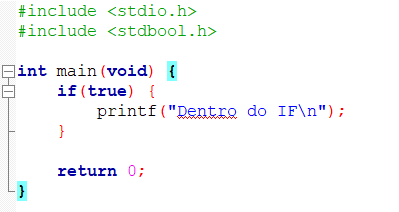 #include <stdio.h>
#include <stdbool.h>

int main(void) {
    if(true) {
        printf("Dentro do IF\n");
    }

    return 0;
}